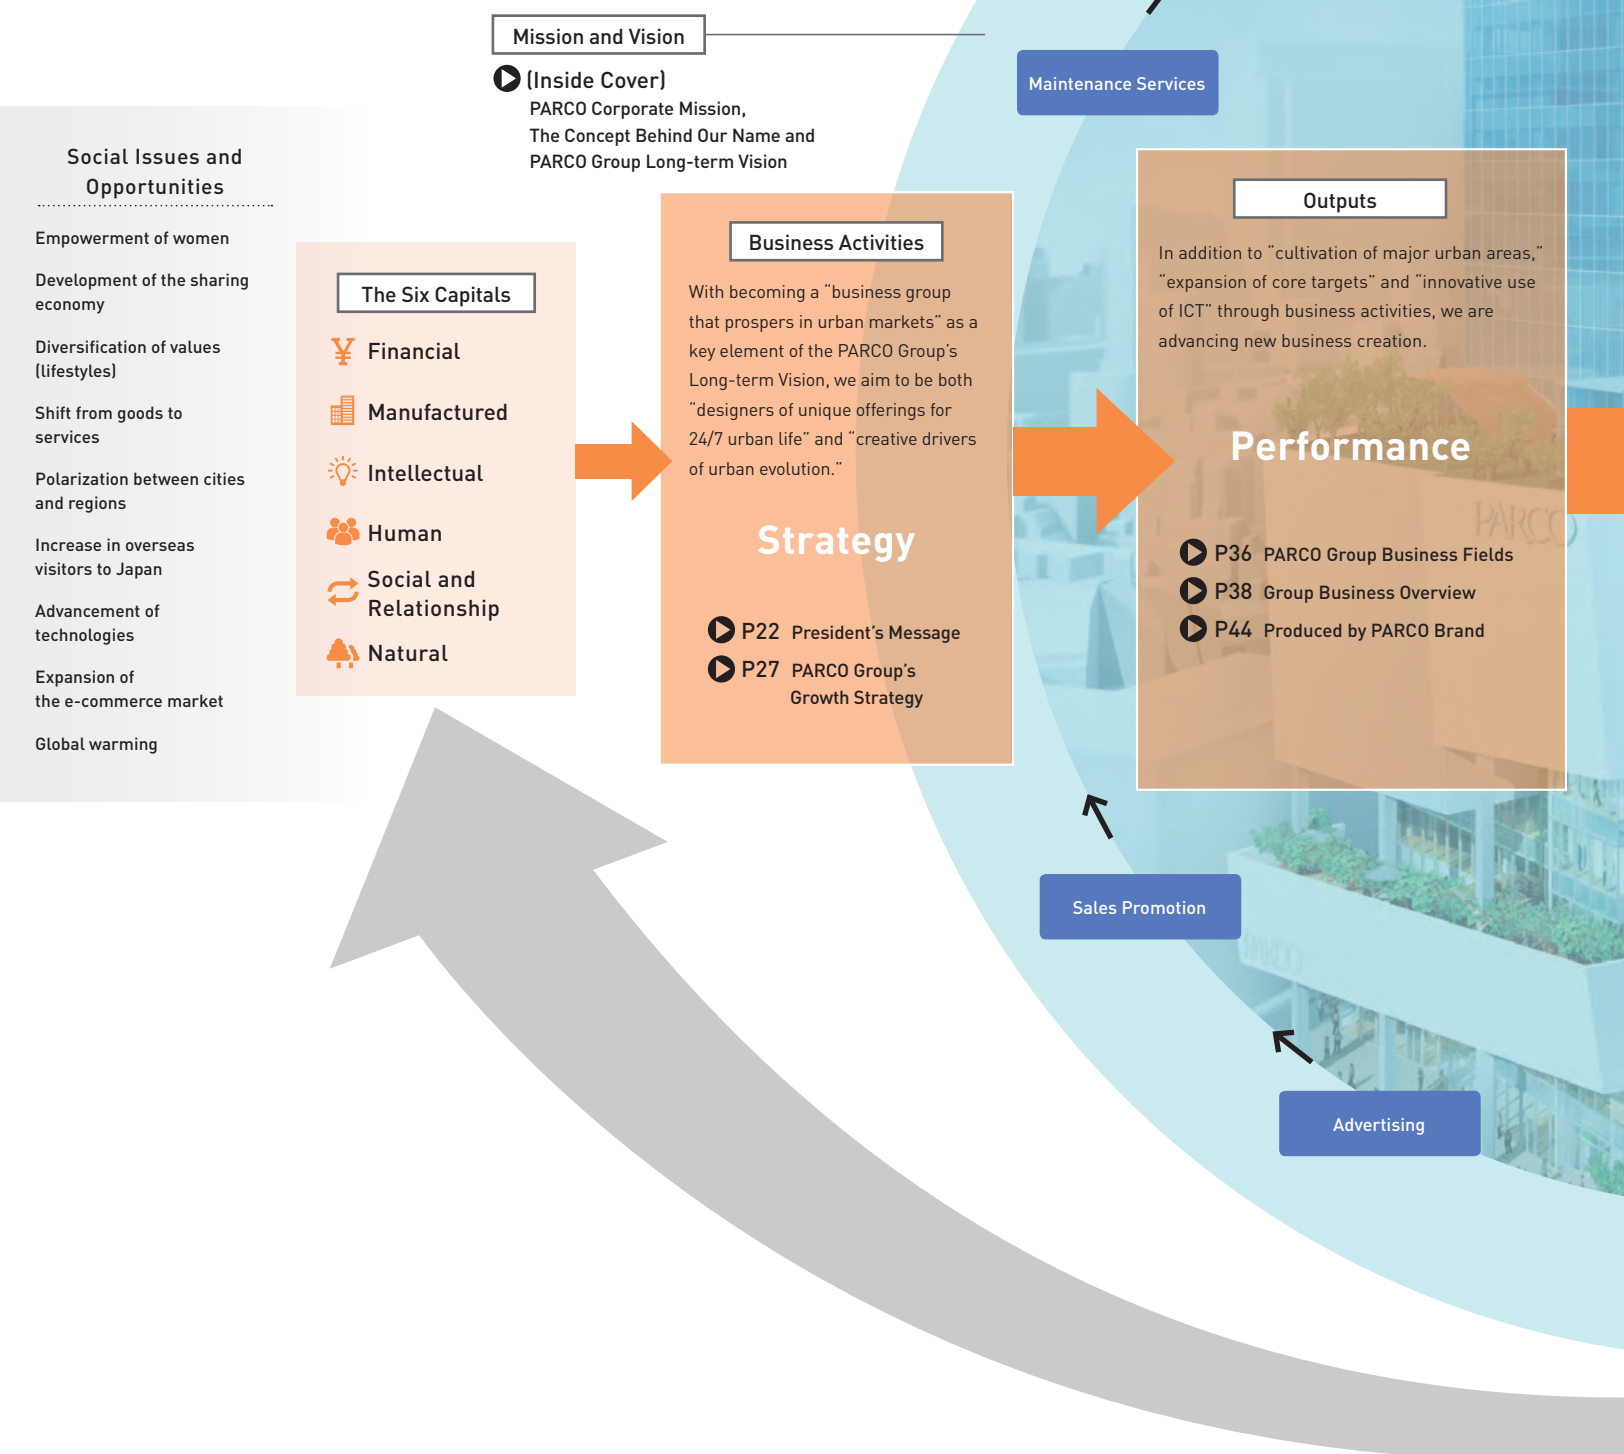 Mission and Vision
(Inside Cover)
PARCO Corporate Mission,
The Concept Behind Our Name and
PARCO Group Long-term Vision
Maintenance Services
Social Issues and
Opportunities
Empowerment of women
Development of the sharing
economy
Diversification of values
(lifestyles)
Shift from goods to
services
Polarization between cities
and regions
Increase in overseas
visitors to Japan
Advancement of
technologies
Expansion of
the e-commerce market
Global warming
The Six Capitals
¥ Financial
Manufactured
Intellectual
Human
Social and
Relationship
Natural
Business Activities
With becoming a “business group
that prospers in urban markets” as a
key element of the PARCO Group’s
Long-term Vision, we aim to be both
“designers of unique offerings for
24/7 urban life” and “creative drivers
of urban evolution.”
Strategy
P22 President’s Message
P27 PARCO Group’s
Growth Strategy
Outputs
In addition to “cultivation of major urban areas,”
“expansion of core targets” and “innovative use
of ICT” through business activities, we are
advancing new business creation.
Performance
PARCO
P36 PARCO Group Business Fields
P38 Group Business Overview
P44 Produced by PARCO Brand
Sales Promotion
PARCO
Advertising